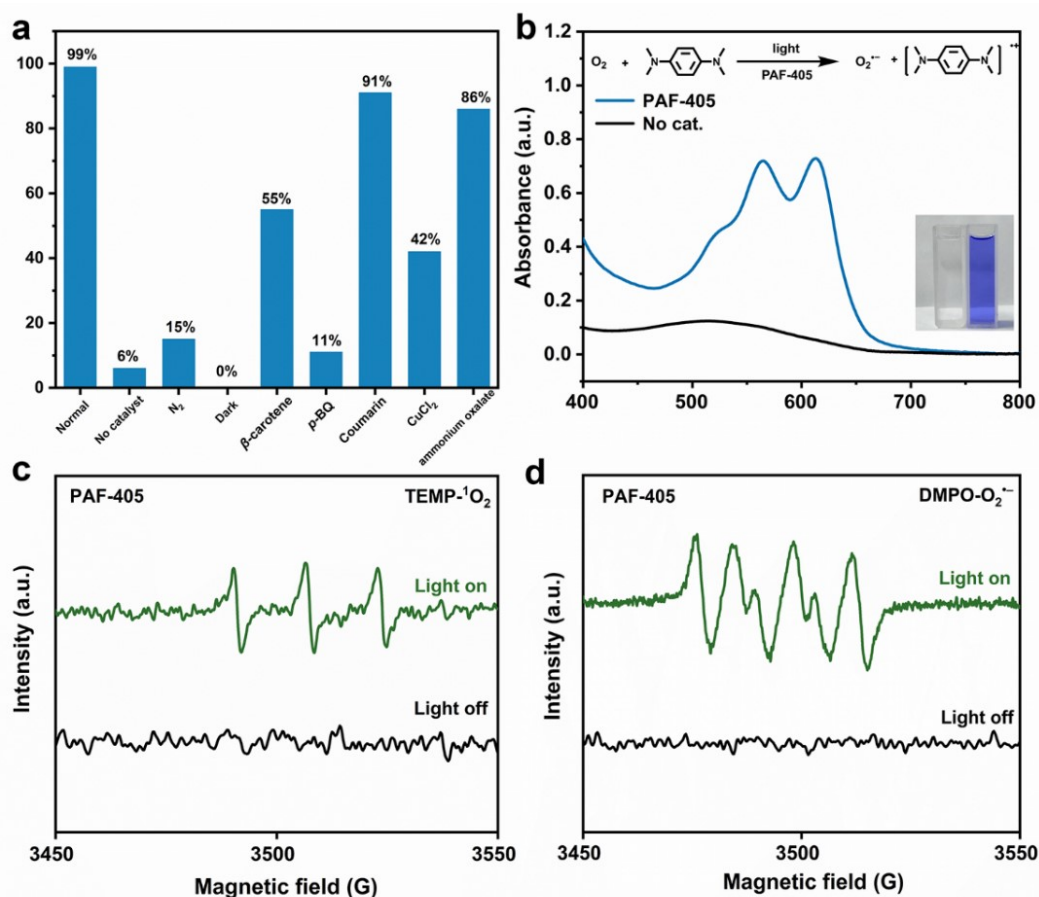 a
99%
6%
15%
0%
55%
11%
91%
42%
86%
100
80
60
40
20
0
Normal
No catalyst
N₂
Dark
β-carotene
p-BQ
Coumarin
CuCl₂
ammonium oxalate
b
O₂ + N N light PAF-405 O₂•− + [ N N ] •+
PAF-405
No cat.
Absorbance (a.u.)
1.2
1.0
0.8
0.6
0.4
0.2
0.0
400 500 600 700 800
c
PAF-405 TEMP-¹O₂
Light on
Light off
Intensity (a.u.)
3450 3500 3550
Magnetic field (G)
d
PAF-405 DMPO-O₂•−
Light on
Light off
Intensity (a.u.)
3450 3500 3550
Magnetic field (G)